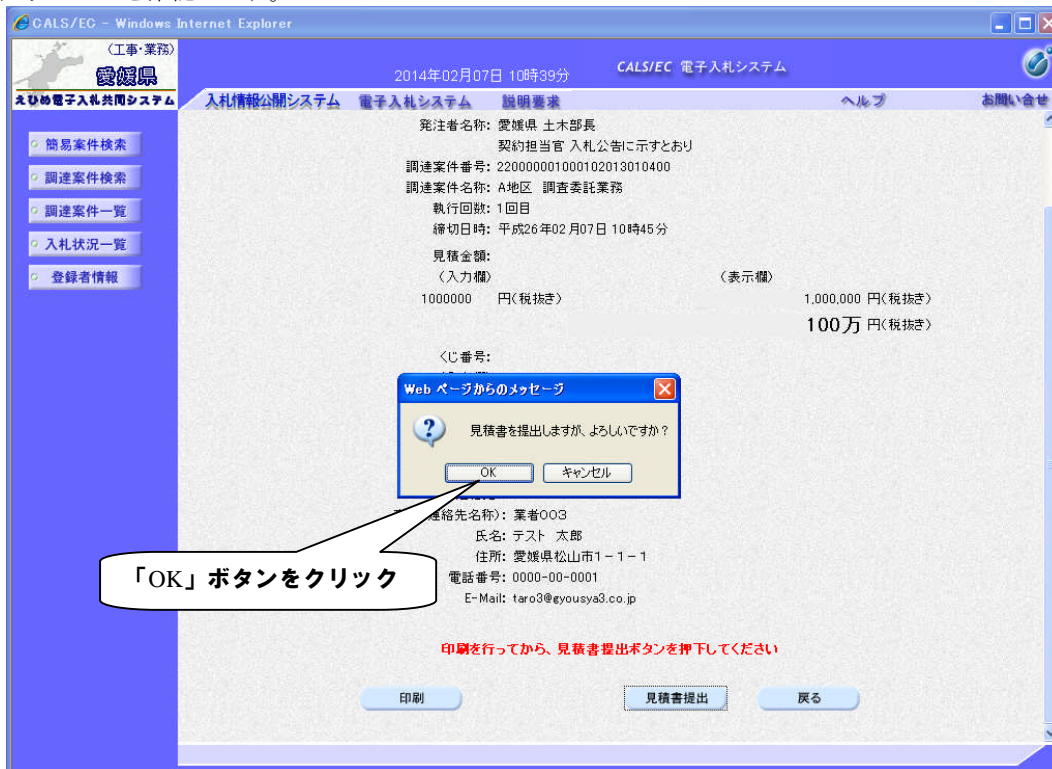 CALS/EC - Windows Internet Explorer
（工事・業務）
愛媛県
えひめ電子入札共同システム
2014年02月07日 10時39分
CALS/EC 電子入札システム
入札情報公開システム 電子入札システム 説明要求 ヘルプ お問い合せ
簡易案件検索
調達案件検索
調達案件一覧
入札状況一覧
登録者情報
発注者名称: 愛媛県 土木部長
契約担当官 入札公告に示すとおり
調達案件番号: 220000001000102013010400
調達案件名称: A地区 調査委託業務
執行回数: 1回目
締切日時: 平成26年02月07日 10時45分
見積金額:
（入力欄） （表示欄）
1000000 円（税抜き） 1,000,000 円（税抜き）
100万 円（税抜き）
くじ番号:
Web ページからのメッセージ
見積書を提出しますが、よろしいですか？
OK キャンセル
連絡先名称）: 業者003
氏名: テスト 太郎
住所: 愛媛県松山市1－1－1
電話番号: 0000-00-0001
E-Mail: taro3@gyousya3.co.jp
「OK」ボタンをクリック
印刷を行ってから、見積書提出ボタンを押下してください
印刷 見積書提出 戻る